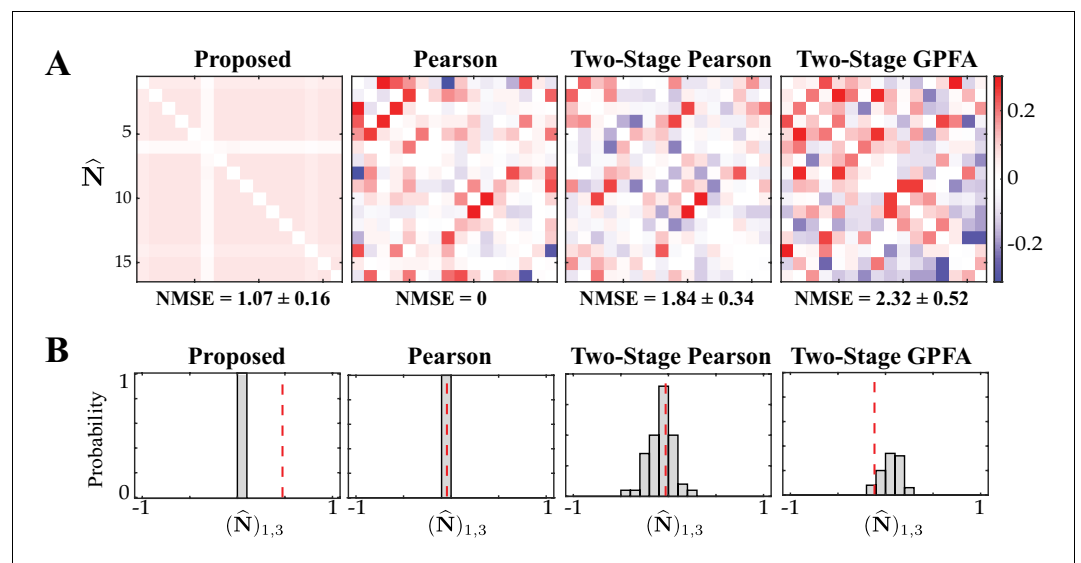 A
Proposed Pearson Two-Stage Pearson Two-Stage GPFA
N̂
5
10
15
0.2
0
-0.2
NMSE = 1.07 ± 0.16 NMSE = 0 NMSE = 1.84 ± 0.34 NMSE = 2.32 ± 0.52
B
Proposed Pearson Two-Stage Pearson Two-Stage GPFA
Probability
1
0
-1 1 -1 1 -1 1 -1 1
(N̂)1,3 (N̂)1,3 (N̂)1,3 (N̂)1,3